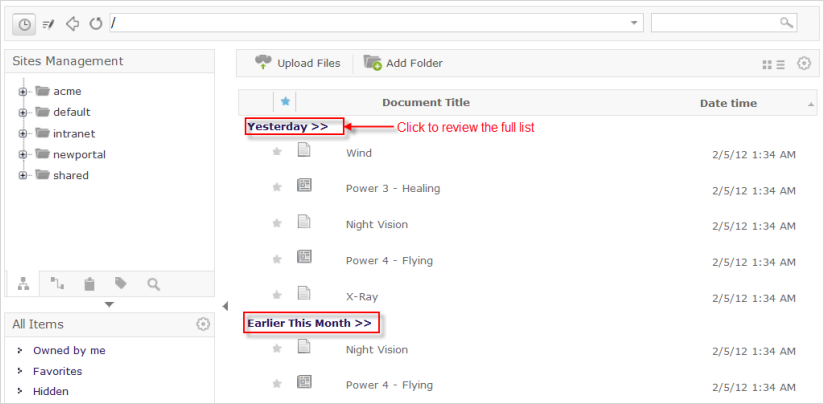 /
Sites Management
acme
default
intranet
newportal
shared
All Items
Owned by me
Favorites
Hidden
Upload Files Add Folder
Document Title Date time
Yesterday >> Click to review the full list
Wind 2/5/12 1:34 AM
Power 3 - Healing 2/5/12 1:34 AM
Night Vision 2/5/12 1:34 AM
Power 4 - Flying 2/5/12 1:34 AM
X-Ray 2/5/12 1:34 AM
Earlier This Month >>
Night Vision 2/5/12 1:34 AM
Power 4 - Flying 2/5/12 1:34 AM